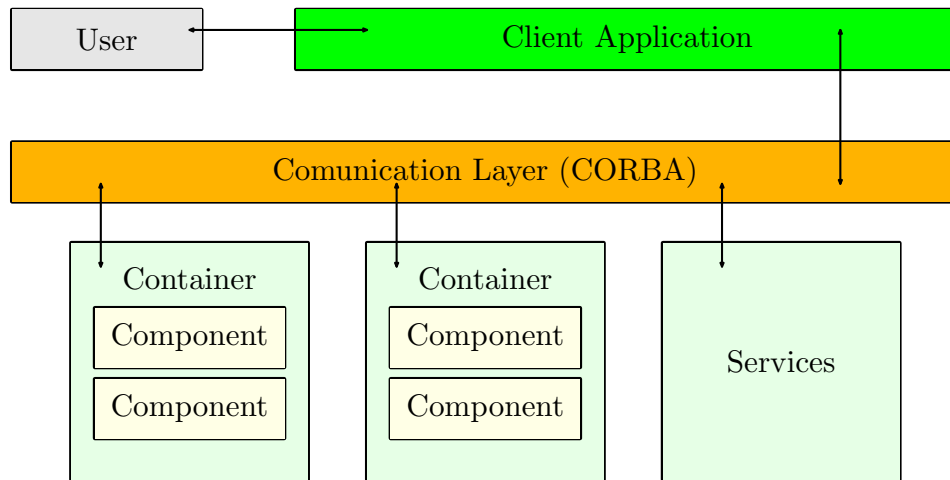 User
Client Application
Comunication Layer (CORBA)
Container
Component
Component
Container
Component
Component
Services